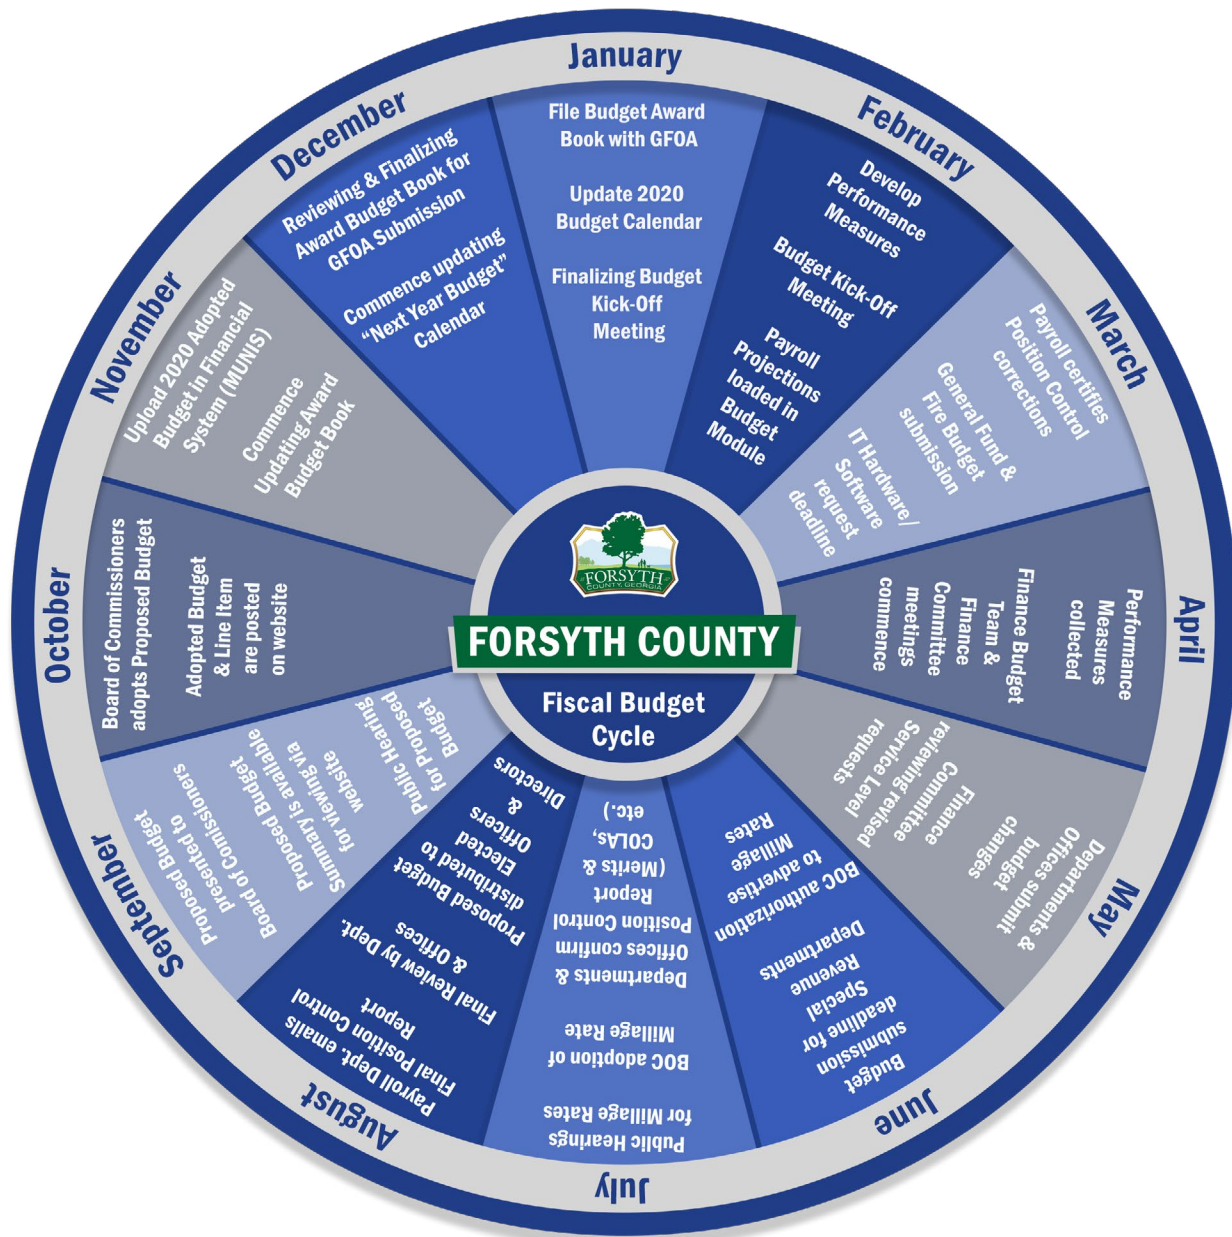 January
File Budget Award
Book with GFOA
Update 2020
Budget Calendar
Finalizing Budget
Kick-Off
Meeting
February
Develop
Performance
Measures
Budget Kick-Off
Meeting
Payroll
Projections
loaded in
Budget
Module
March
Payroll certifies
Position Control
corrections
General Fund &
Fire Budget
submission
IT Hardware/
Software
request
deadline
April
Performance
Measures
collected
Finance Budget
Team &
Finance
Committee
meetings
commence
May
Departments &
Offices submit
budget
changes
Finance
Committee
reviewing revised
Service Level
requests
June
Budget
submission
deadline for
Special
Revenue
Departments
BOC authorization
to advertise
Millage
Rates
July
Public Hearings
for Millage Rates
BOC adoption of
Millage Rate
Departments &
Offices confirm
Position Control
Report
(Merits &
COLAs,
etc.)
August
Payroll Dept. emails
Final Position Control
Report
Final Review by Dept.
& Offices
Proposed Budget
distributed to
Elected
Officers
&
Directors
September
Proposed Budget
presented to
Board of Commissioners
Proposed Budget
Summary is available
for viewing via
website
Public Hearing
for Proposed
Budget
October
Board of Commissioners
adopts Proposed Budget
Adopted Budget
& Line Item
are posted
on website
November
Upload 2020 Adopted
Budget in Financial
System (MUNIS)
Commence
Updating Award
Budget Book
December
Reviewing & Finalizing
Award Budget Book for
GFOA Submission
Commence updating
“Next Year Budget”
Calendar
FORSYTH
COUNTY, GEORGIA
FORSYTH COUNTY
Fiscal Budget
Cycle